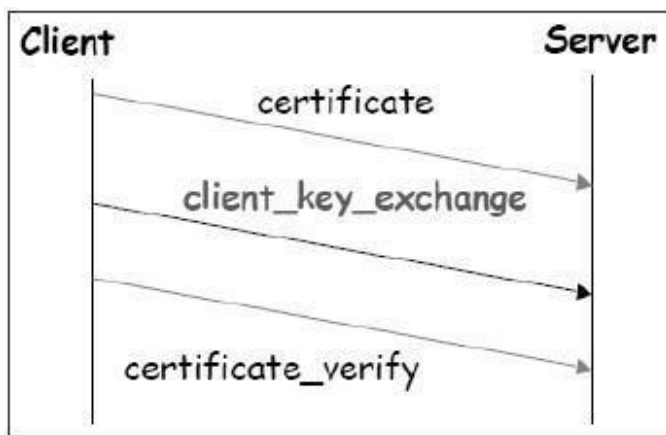 Client Server
certificate
client_key_exchange
certificate_verify